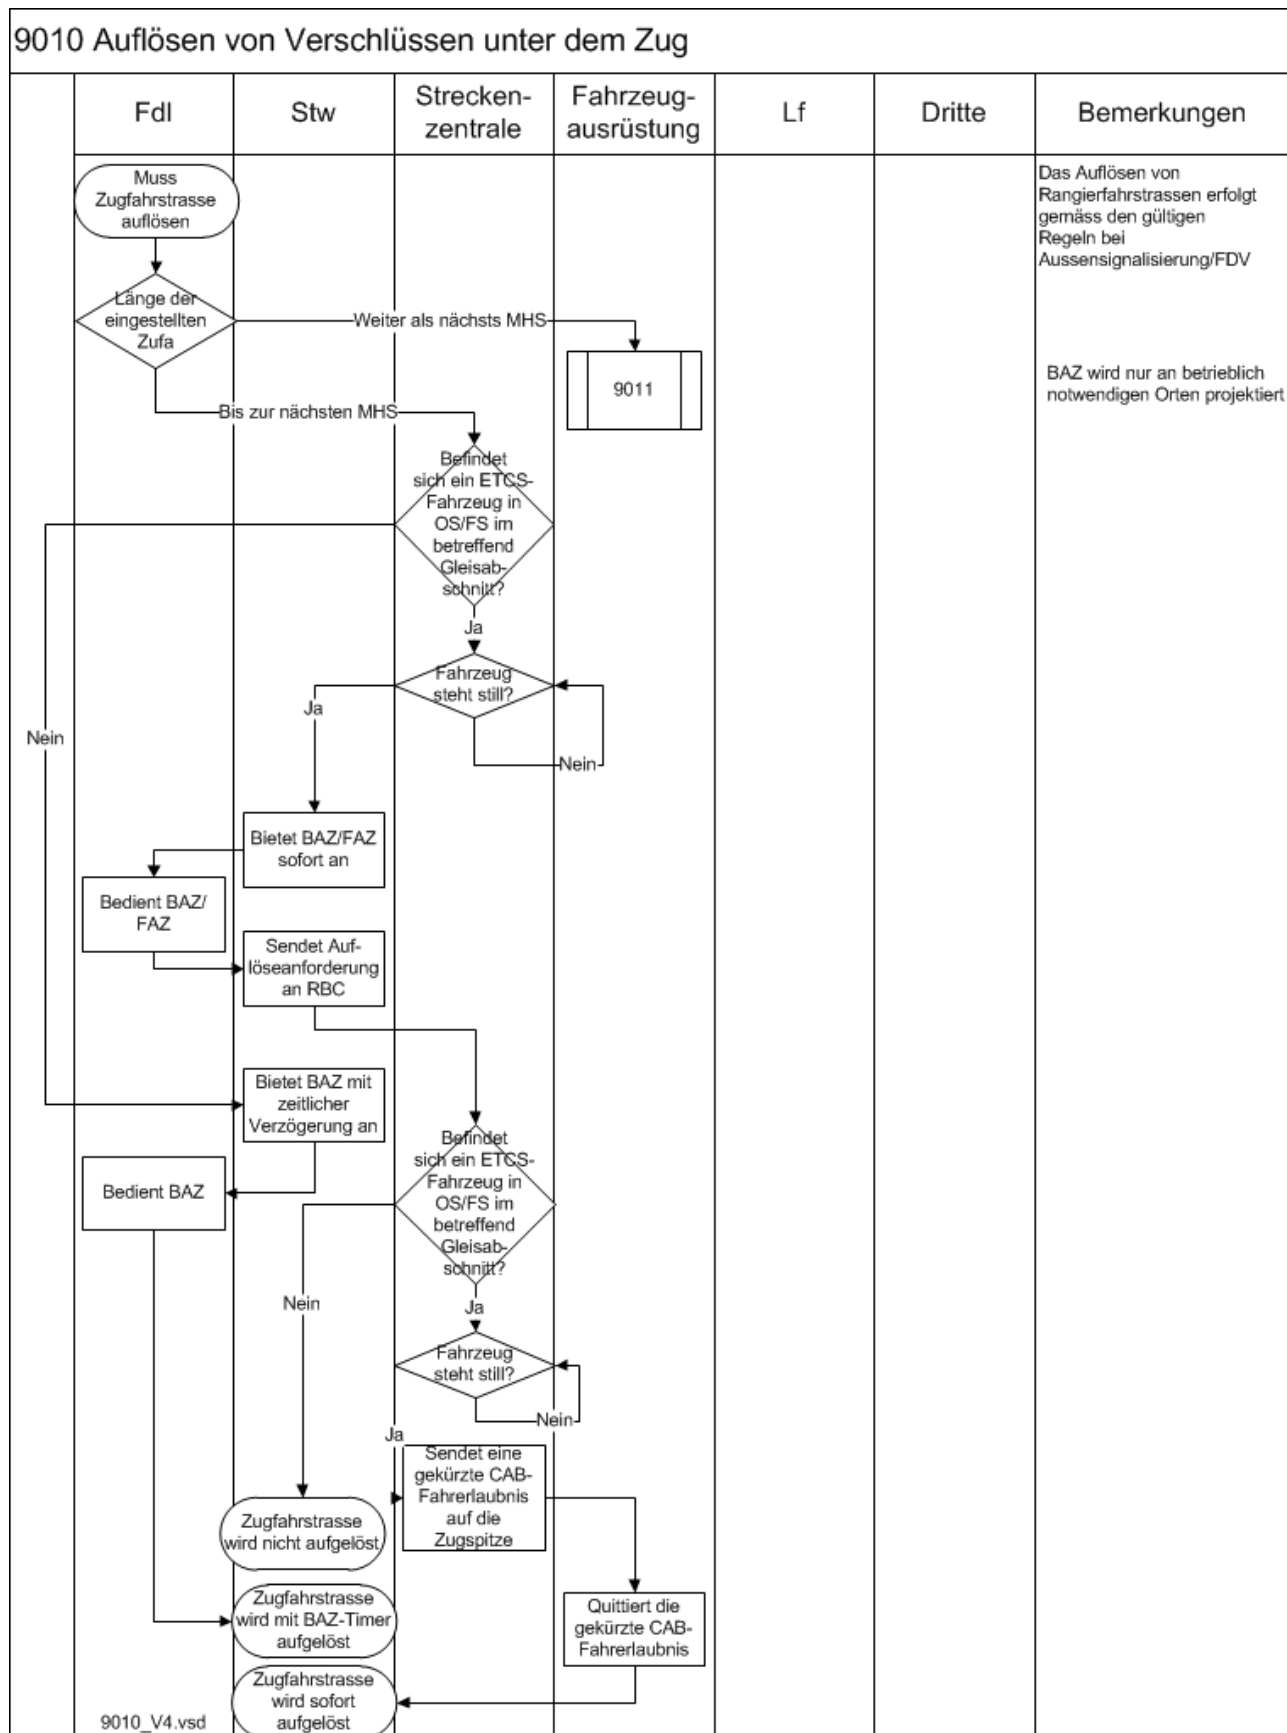 9010 Auflösen von Verschlüssen unter dem Zug
Fdl
Stw
Strecken-
zentrale
Fahrzeug-
ausrüstung
Lf
Dritte
Bemerkungen
Muss
Zugfahrstrasse
auflösen
Das Auflösen von
Rangierfahrstrassen erfolgt
gemäss den gültigen
Regeln bei
Aussensignalisierung/FDV
Länge der
eingestellten
Zufa
Weiter als nächsts MHS
9011
BAZ wird nur an betrieblich
notwendigen Orten projektiert
Bis zur nächsten MHS
Befindet
sich ein ETCS-
Fahrzeug in
OS/FS im
betreffend
Gleisab-
schnitt?
Ja
Fahrzeug
steht still?
Ja
Nein
Nein
Bietet BAZ/FAZ
sofort an
Bedient BAZ/
FAZ
Sendet Auf-
löseanforderung
an RBC
Bietet BAZ mit
zeitlicher
Verzögerung an
Bedient BAZ
Befindet
sich ein ETCS-
Fahrzeug in
OS/FS im
betreffend
Gleisab-
schnitt?
Nein
Ja
Fahrzeug
steht still?
Nein
Ja
Sendet eine
gekürzte CAB-
Fahrerlaubnis
auf die
Zugspitze
Zugfahrstrasse
wird nicht aufgelöst
Zugfahrstrasse
wird mit BAZ-Timer
aufgelöst
Quittiert die
gekürzte CAB-
Fahrerlaubnis
Zugfahrstrasse
wird sofort
aufgelöst
9010_V4.vsd